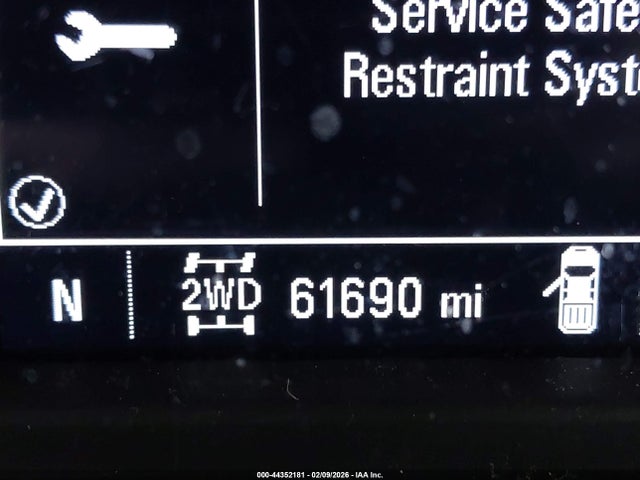 Service Safe
Restraint Syst
N
2WD
61690 mi
000-44352181 - 02/09/2026 - IAA Inc.